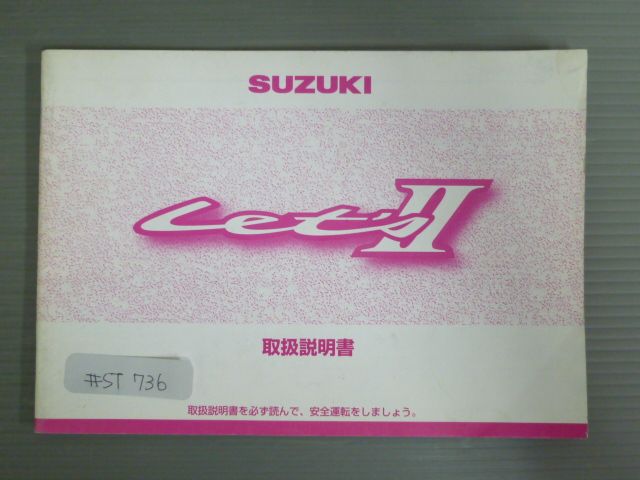 SUZUKI
Let'sⅡ
取扱説明書
#ST 736
取扱説明書を必ず読んで、安全運転をしましょう。